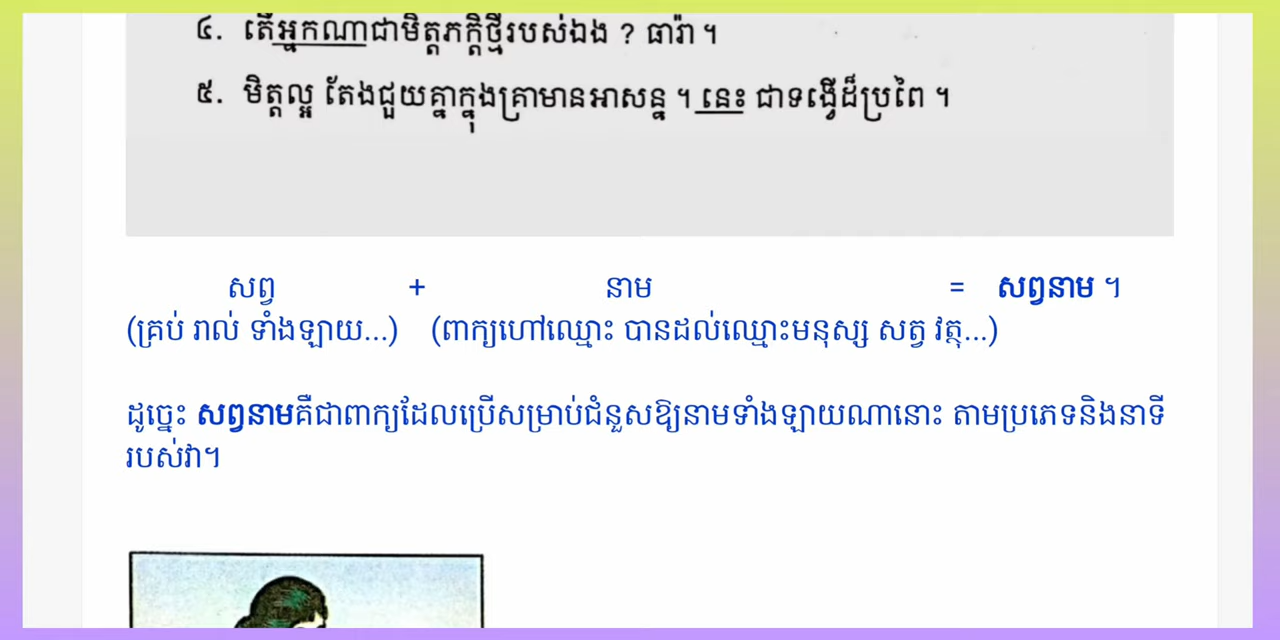 ៤. តើអ្នកណាជាមិត្តភក្តិថ្មីរបស់ឯង ? ធារ៉ា ។
៥. មិត្តល្អ តែងជួយគ្នាក្នុងគ្រាមានអាសន្ន ។ នេះ ជាទង្វើដ៏ប្រពៃ ។
សព្វ + នាម = សព្វនាម ។
(គ្រប់ រាល់ ទាំងឡាយ...) (ពាក្យហៅឈ្មោះ បានដល់ឈ្មោះមនុស្ស សត្វ វត្ថុ...)
ដូច្នេះ សព្វនាមគឺជាពាក្យដែលប្រើសម្រាប់ជំនួសឱ្យនាមទាំងឡាយណានោះ តាមប្រភេទនិងនាទី
របស់វា។